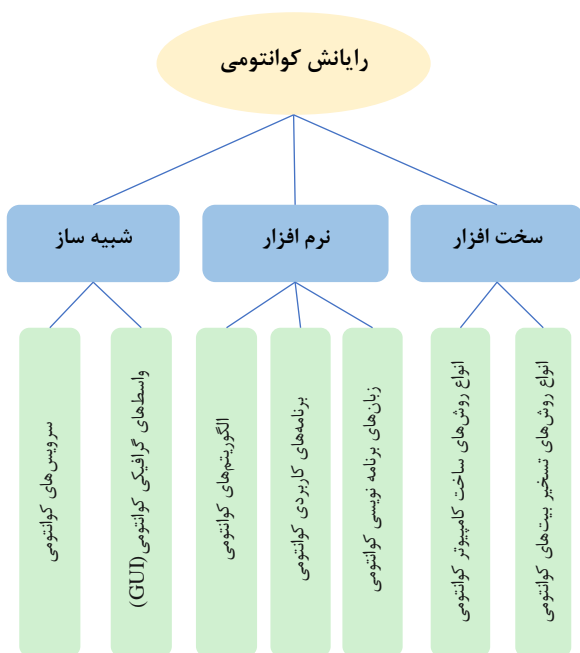 رایانش کوانتومی
سخت افزار
نرم افزار
شبیه ساز
انواع روش‌های تسخیر بیت‌های کوانتومی
انواع روش‌های ساخت کامپیوتر کوانتومی
زبان‌های برنامه نویسی کوانتومی
برنامه‌های کاربردی کوانتومی
الگوریتم‌های کوانتومی
واسط‌های گرافیکی کوانتومی (GUI)
سرویس‌های کوانتومی